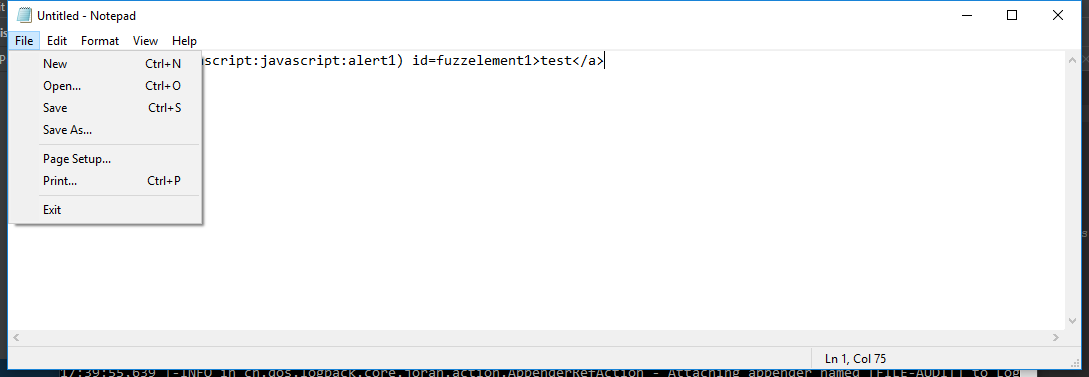 Untitled - Notepad
File Edit Format View Help
script:javascript:alert1) id=fuzzelement1>test</a>
New Ctrl+N
Open... Ctrl+O
Save Ctrl+S
Save As...
Page Setup...
Print... Ctrl+P
Exit
Ln 1, Col 75
17:39:55.639 |-INFO in ch.qos.logback.core.joran.action.AppenderRefAction - Attaching appender named [FILE-AUDIT] to Log